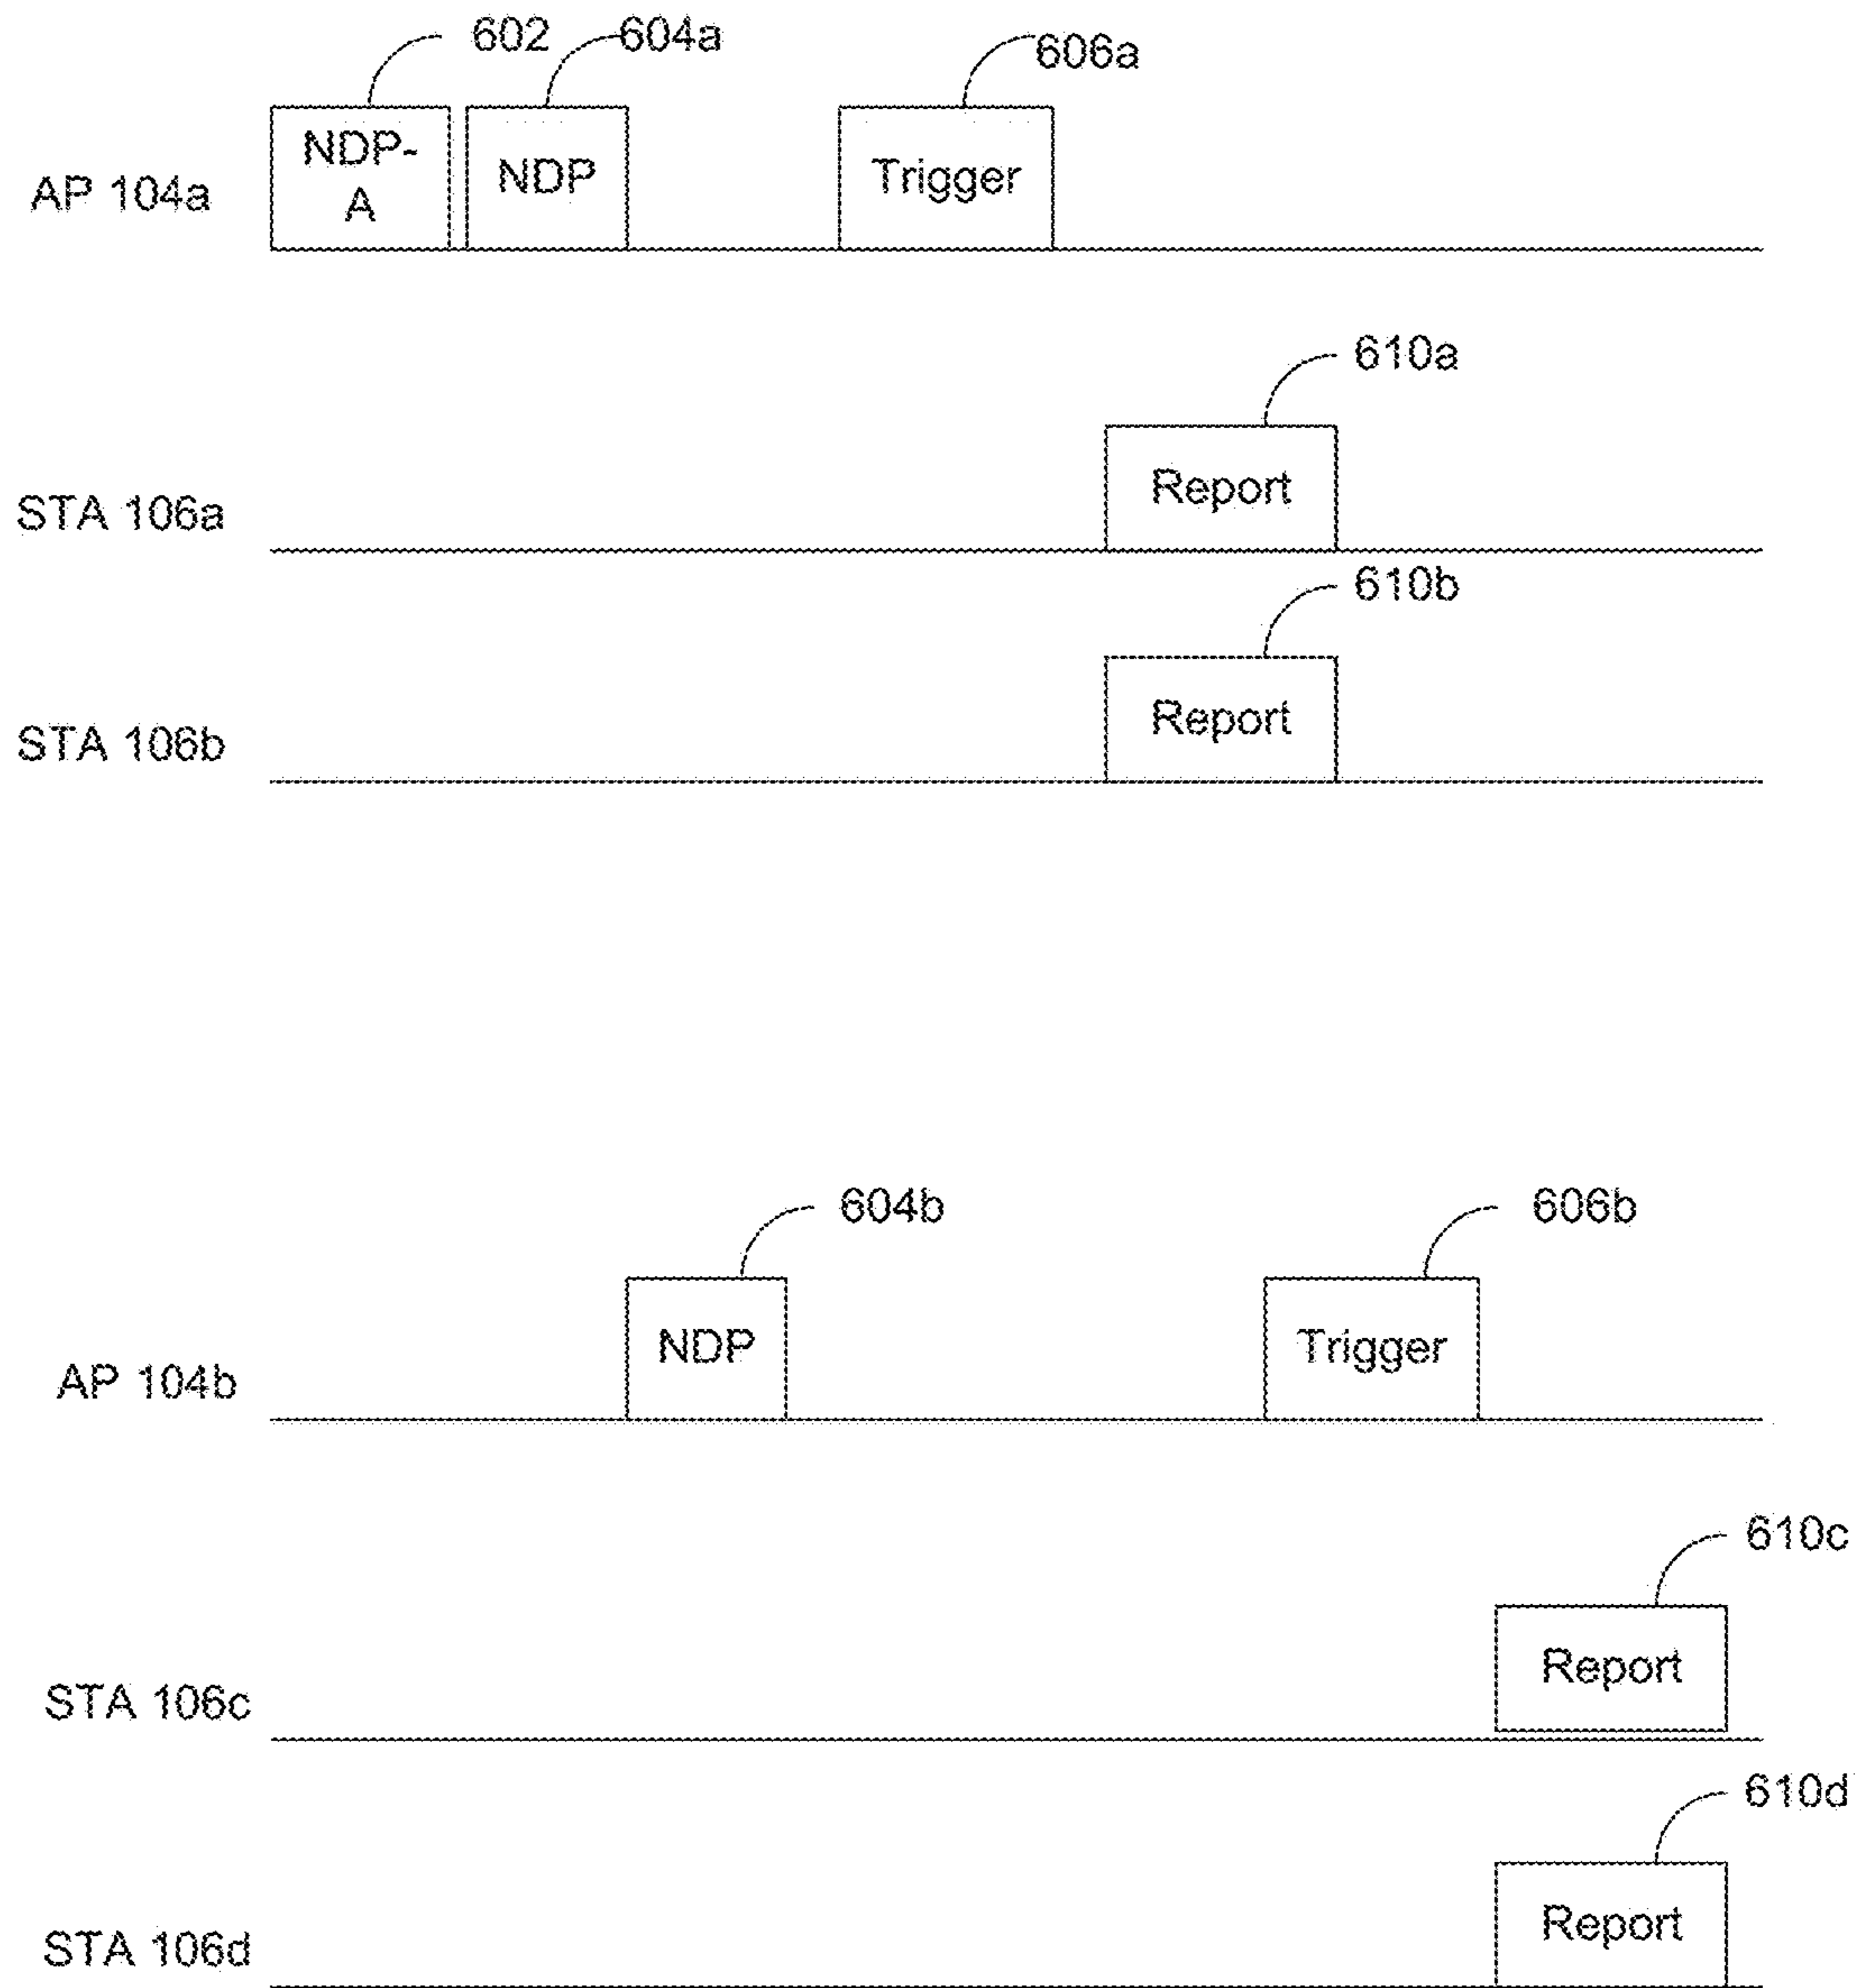 602
604a
606a
AP 104a
NDP-
A
NDP
Trigger
610a
STA 106a
Report
610b
STA 106b
Report
604b
606b
AP 104b
NDP
Trigger
610c
STA 106c
Report
610d
STA 106d
Report